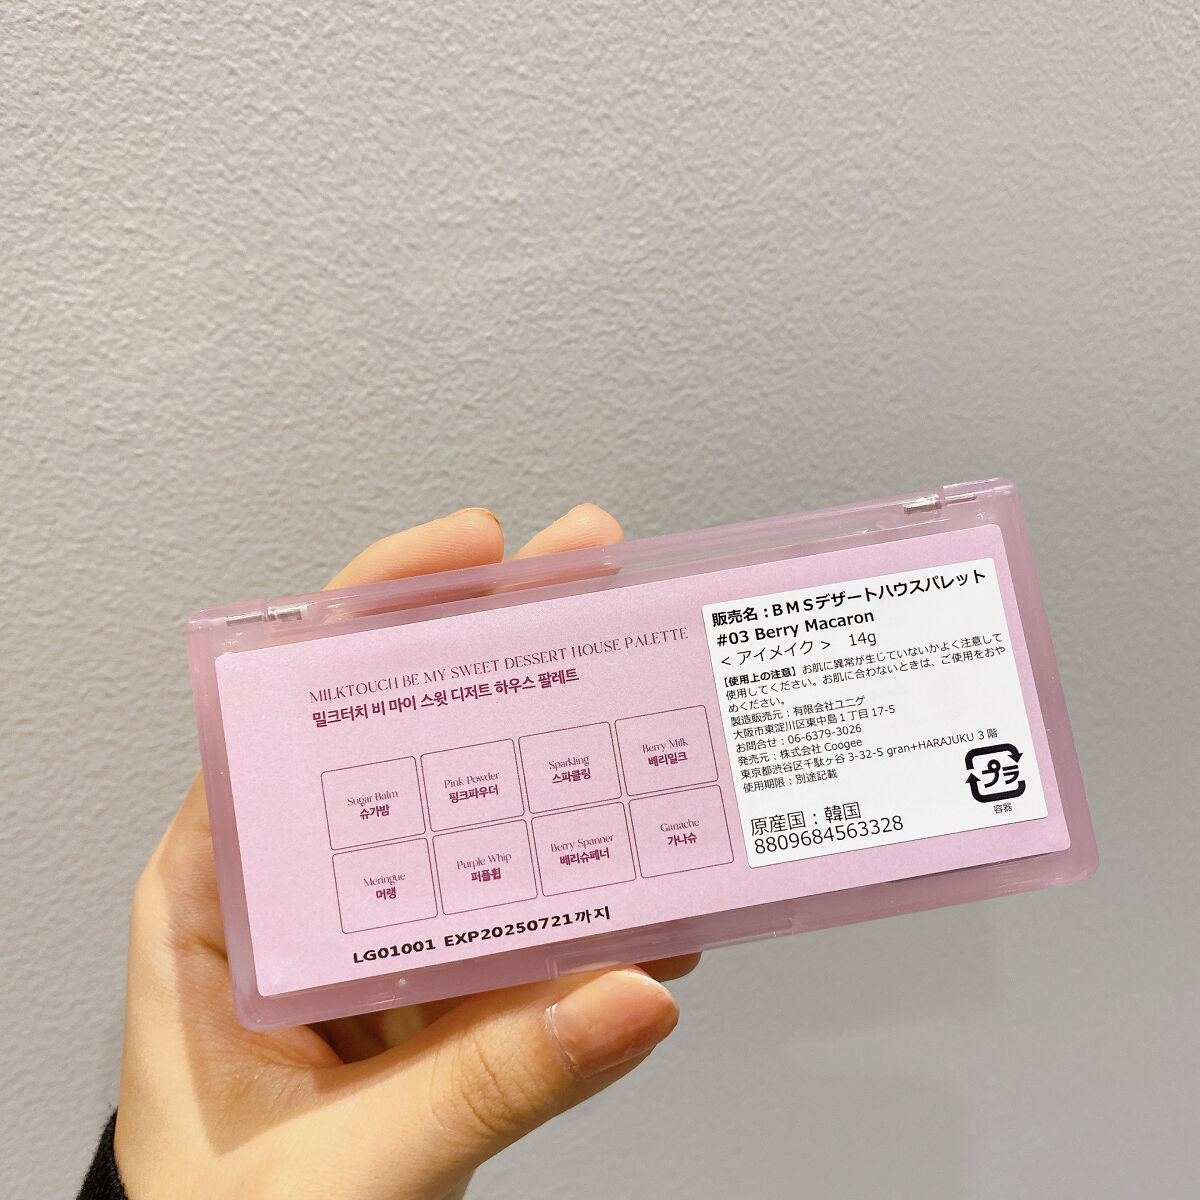 MILKTOUCH BE MY SWEET DESSERT HOUSE PALETTE
밀크터치 비 마이 스윗 디저트 하우스 팔레트
Sugar Balm
슈가밤
Pink Powder
핑크파우더
Sparkling
스파클링
Berry Milk
베리밀크
Meringue
머랭
Purple Whip
퍼플휩
Berry Spanner
베리슈페너
Ganache
가나슈
LG01001 EXP20250721까지
販売名：BMSデザートハウスパレット
#03 Berry Macaron
＜アイメイク＞ 14g
【使用上の注意】お肌に異常が生じていないかよく注意して
使用してください。お肌に合わないときは、ご使用をおや
めください。
製造販売元：有限会社ユニゲ
大阪市東淀川区東中島１丁目17-5
お問合せ：06-6379-3026
発売元：株式会社 Coogee
東京都渋谷区千駄ヶ谷 3-32-5 gran+HARAJUKU 3階
使用期限：別途記載
プラ
容器
原産国：韓国
8809684563328